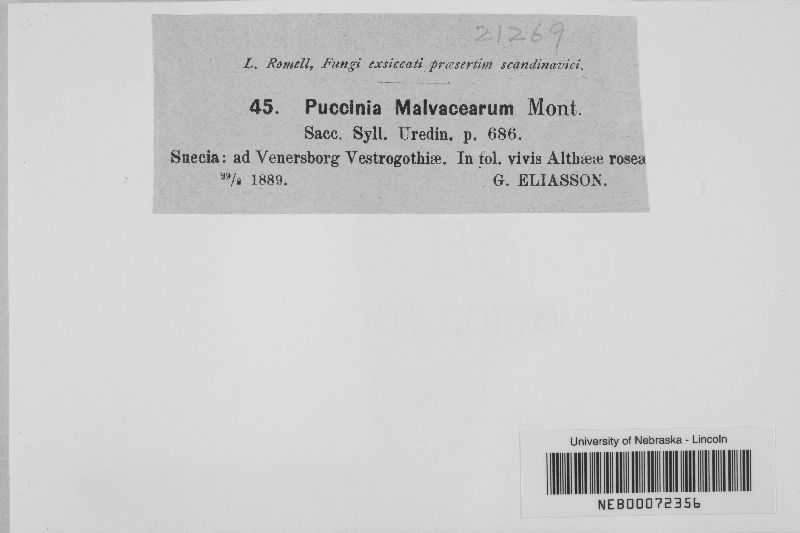 21269
L. Romell, Fungi exsiccati præsertim scandinavici.
45. Puccinia Malvacearum Mont.
Sacc. Syll. Uredin. p. 686.
Suecia: ad Venersborg Vestrogothiæ. In fol. vivis Althææ roseæ
1889. G. ELIASSON.
University of Nebraska - Lincoln
NEB00072356